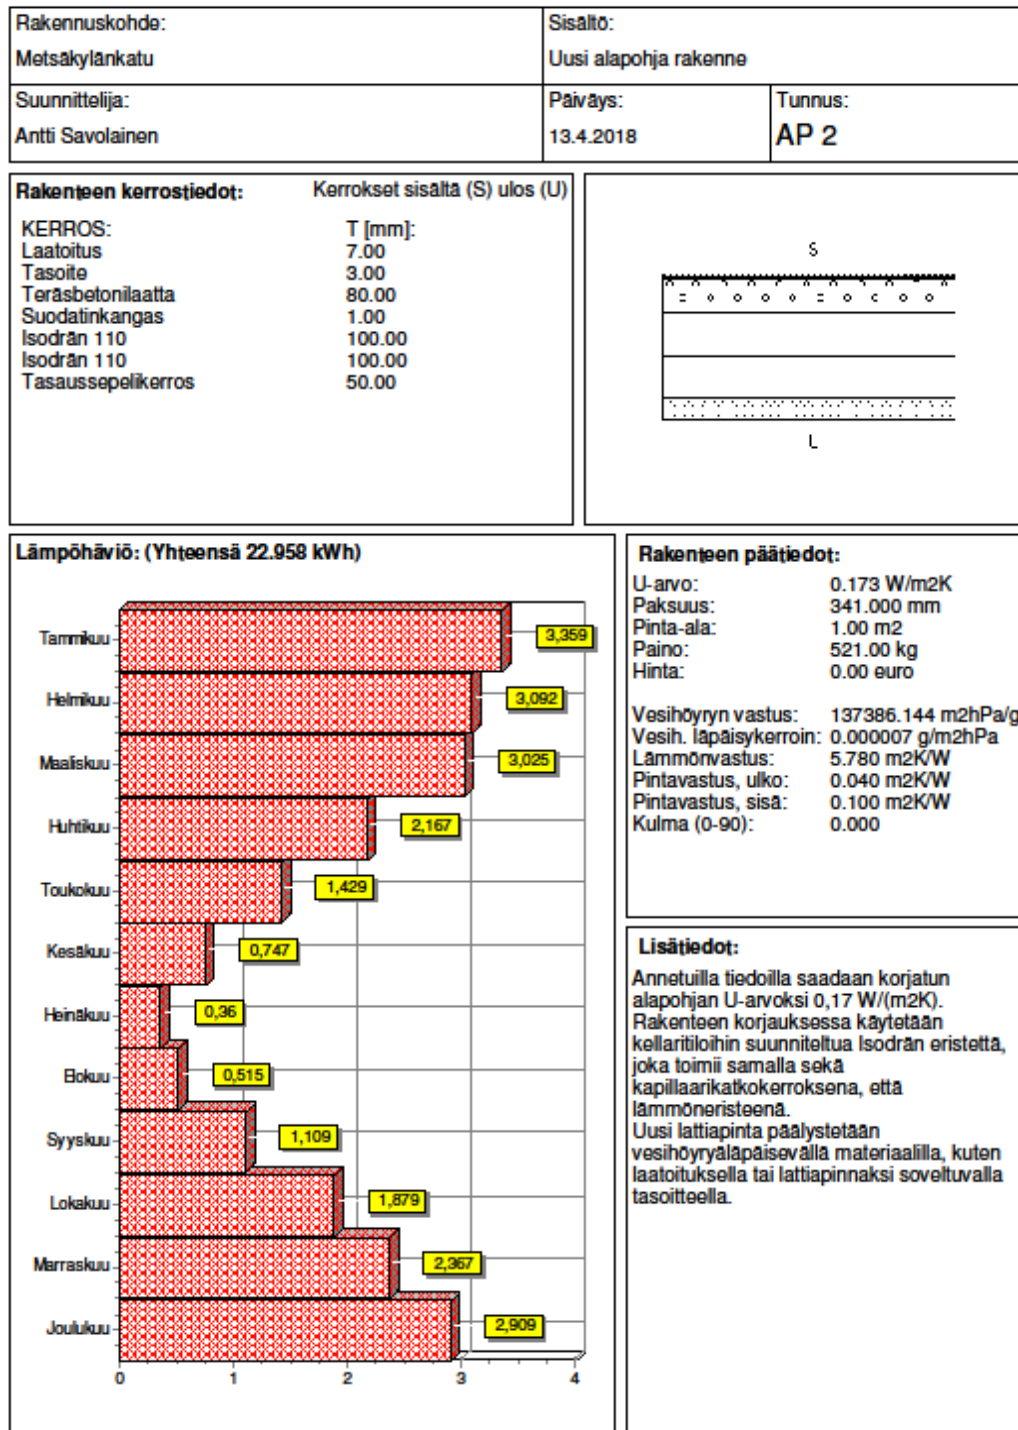 Rakennuskohde:
Metsäkylänkatu
Sisältö:
Uusi alapohja rakenne
Suunnittelija:
Antti Savolainen
Päiväys:
13.4.2018
Tunnus:
AP 2
Rakenteen kerrostiedot: Kerrokset sisältä (S) ulos (U)
KERROS: T [mm]:
Laatoitus 7.00
Tasoite 3.00
Teräsbetonilaatta 80.00
Suodatinkangas 1.00
Isodrän 110 100.00
Isodrän 110 100.00
Tasaussepelikerros 50.00
S
L
Lämpöhäviö: (Yhteensä 22.958 kWh)
Tammikuu 3,359
Helmikuu 3,092
Maaliskuu 3,025
Huhtikuu 2,167
Toukokuu 1,429
Kesäkuu 0,747
Heinäkuu 0,36
Elokuu 0,515
Syyskuu 1,109
Lokakuu 1,879
Marraskuu 2,367
Joulukuu 2,909
0 1 2 3 4
Rakenteen päätiedot:
U-arvo: 0.173 W/m2K
Paksuus: 341.000 mm
Pinta-ala: 1.00 m2
Paino: 521.00 kg
Hinta: 0.00 euro
Vesihöyryn vastus: 137386.144 m2hPa/g
Vesih. läpäisykerroin: 0.000007 g/m2hPa
Lämmönvastus: 5.780 m2K/W
Pintavastus, ulko: 0.040 m2K/W
Pintavastus, sisä: 0.100 m2K/W
Kulma (0-90): 0.000
Lisätiedot:
Annetuilla tiedoilla saadaan korjatun
alapohjan U-arvoksi 0,17 W/(m2K).
Rakenteen korjauksessa käytetään
kellaritiloihin suunniteltua Isodrän eristettä,
joka toimii samalla sekä
kapillaarikatkokerroksena, että
lämmöneristeenä.
Uusi lattiapinta päälystetään
vesihöyryäläpäisevällä materiaalilla, kuten
laatoituksella tai lattiapinnaksi soveltuvalla
tasoitteella.